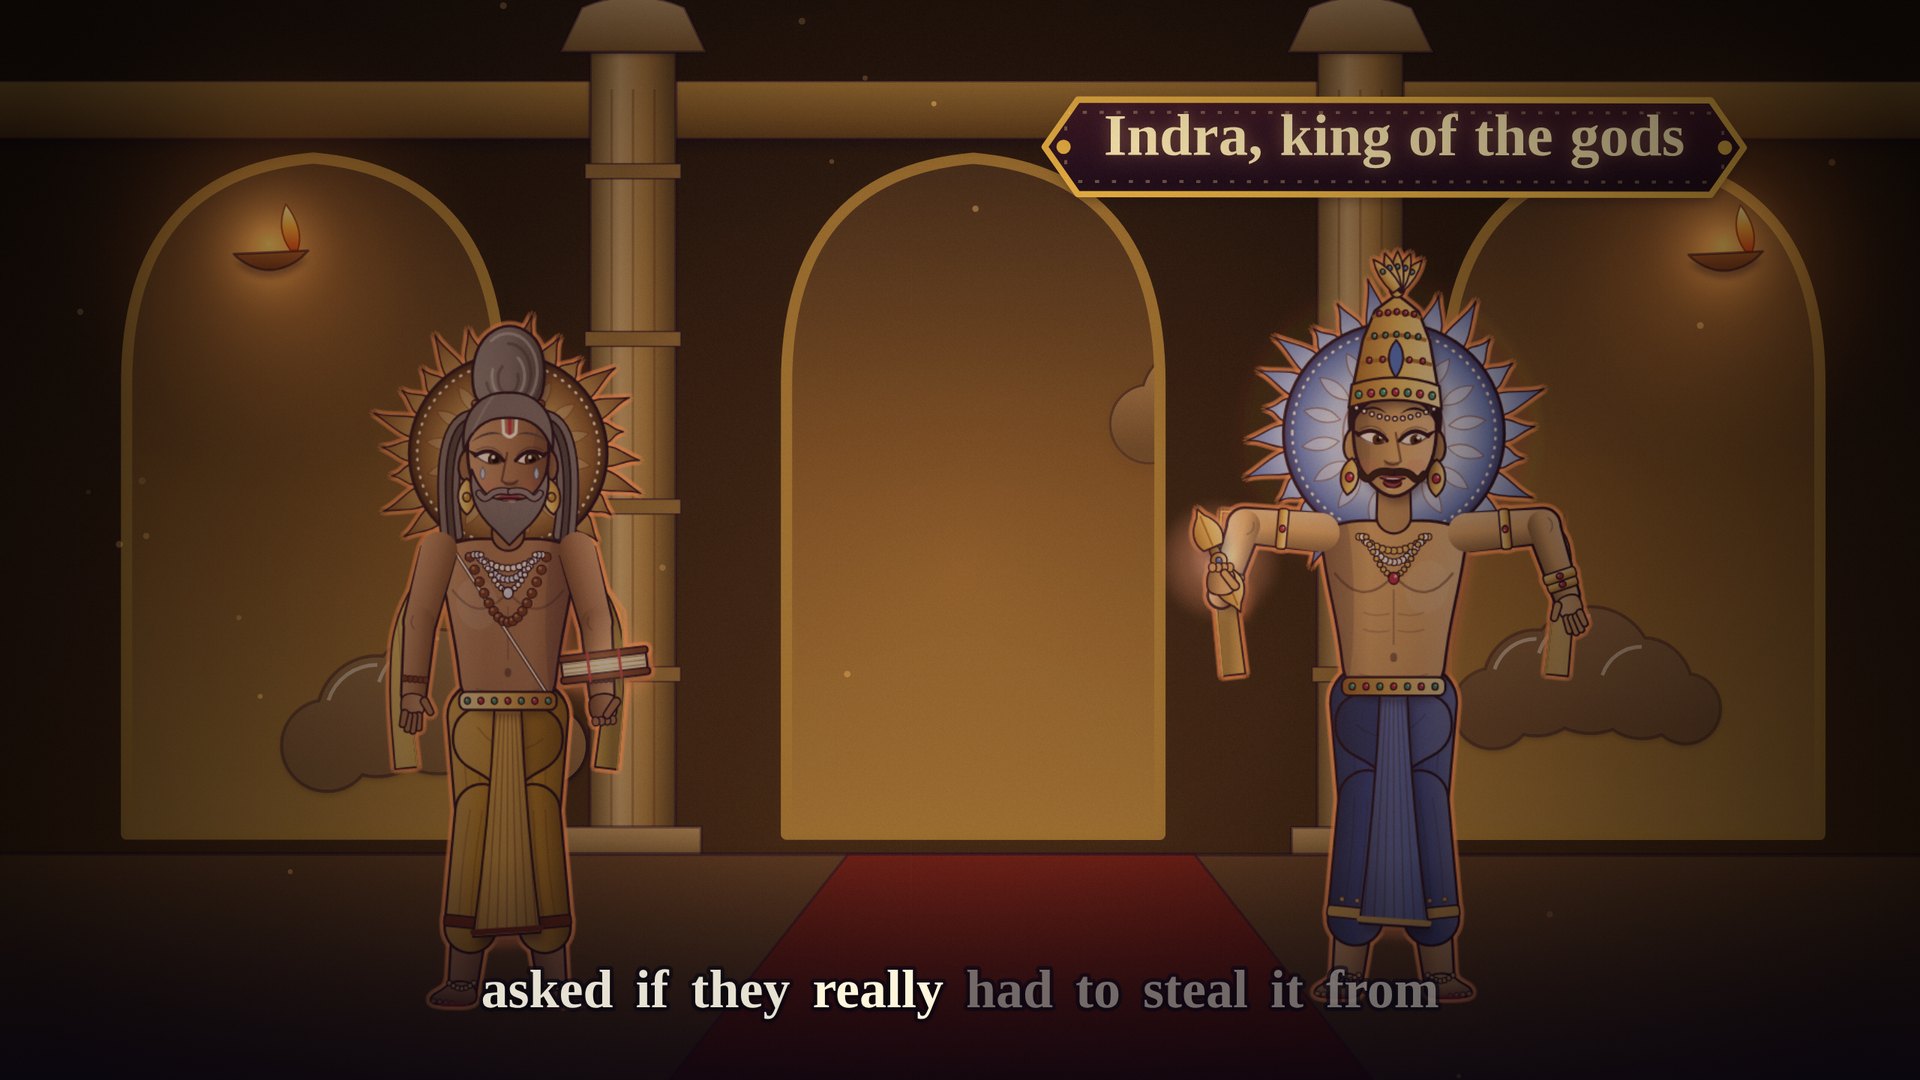 Indra, king of the gods
asked if they really had to steal it from